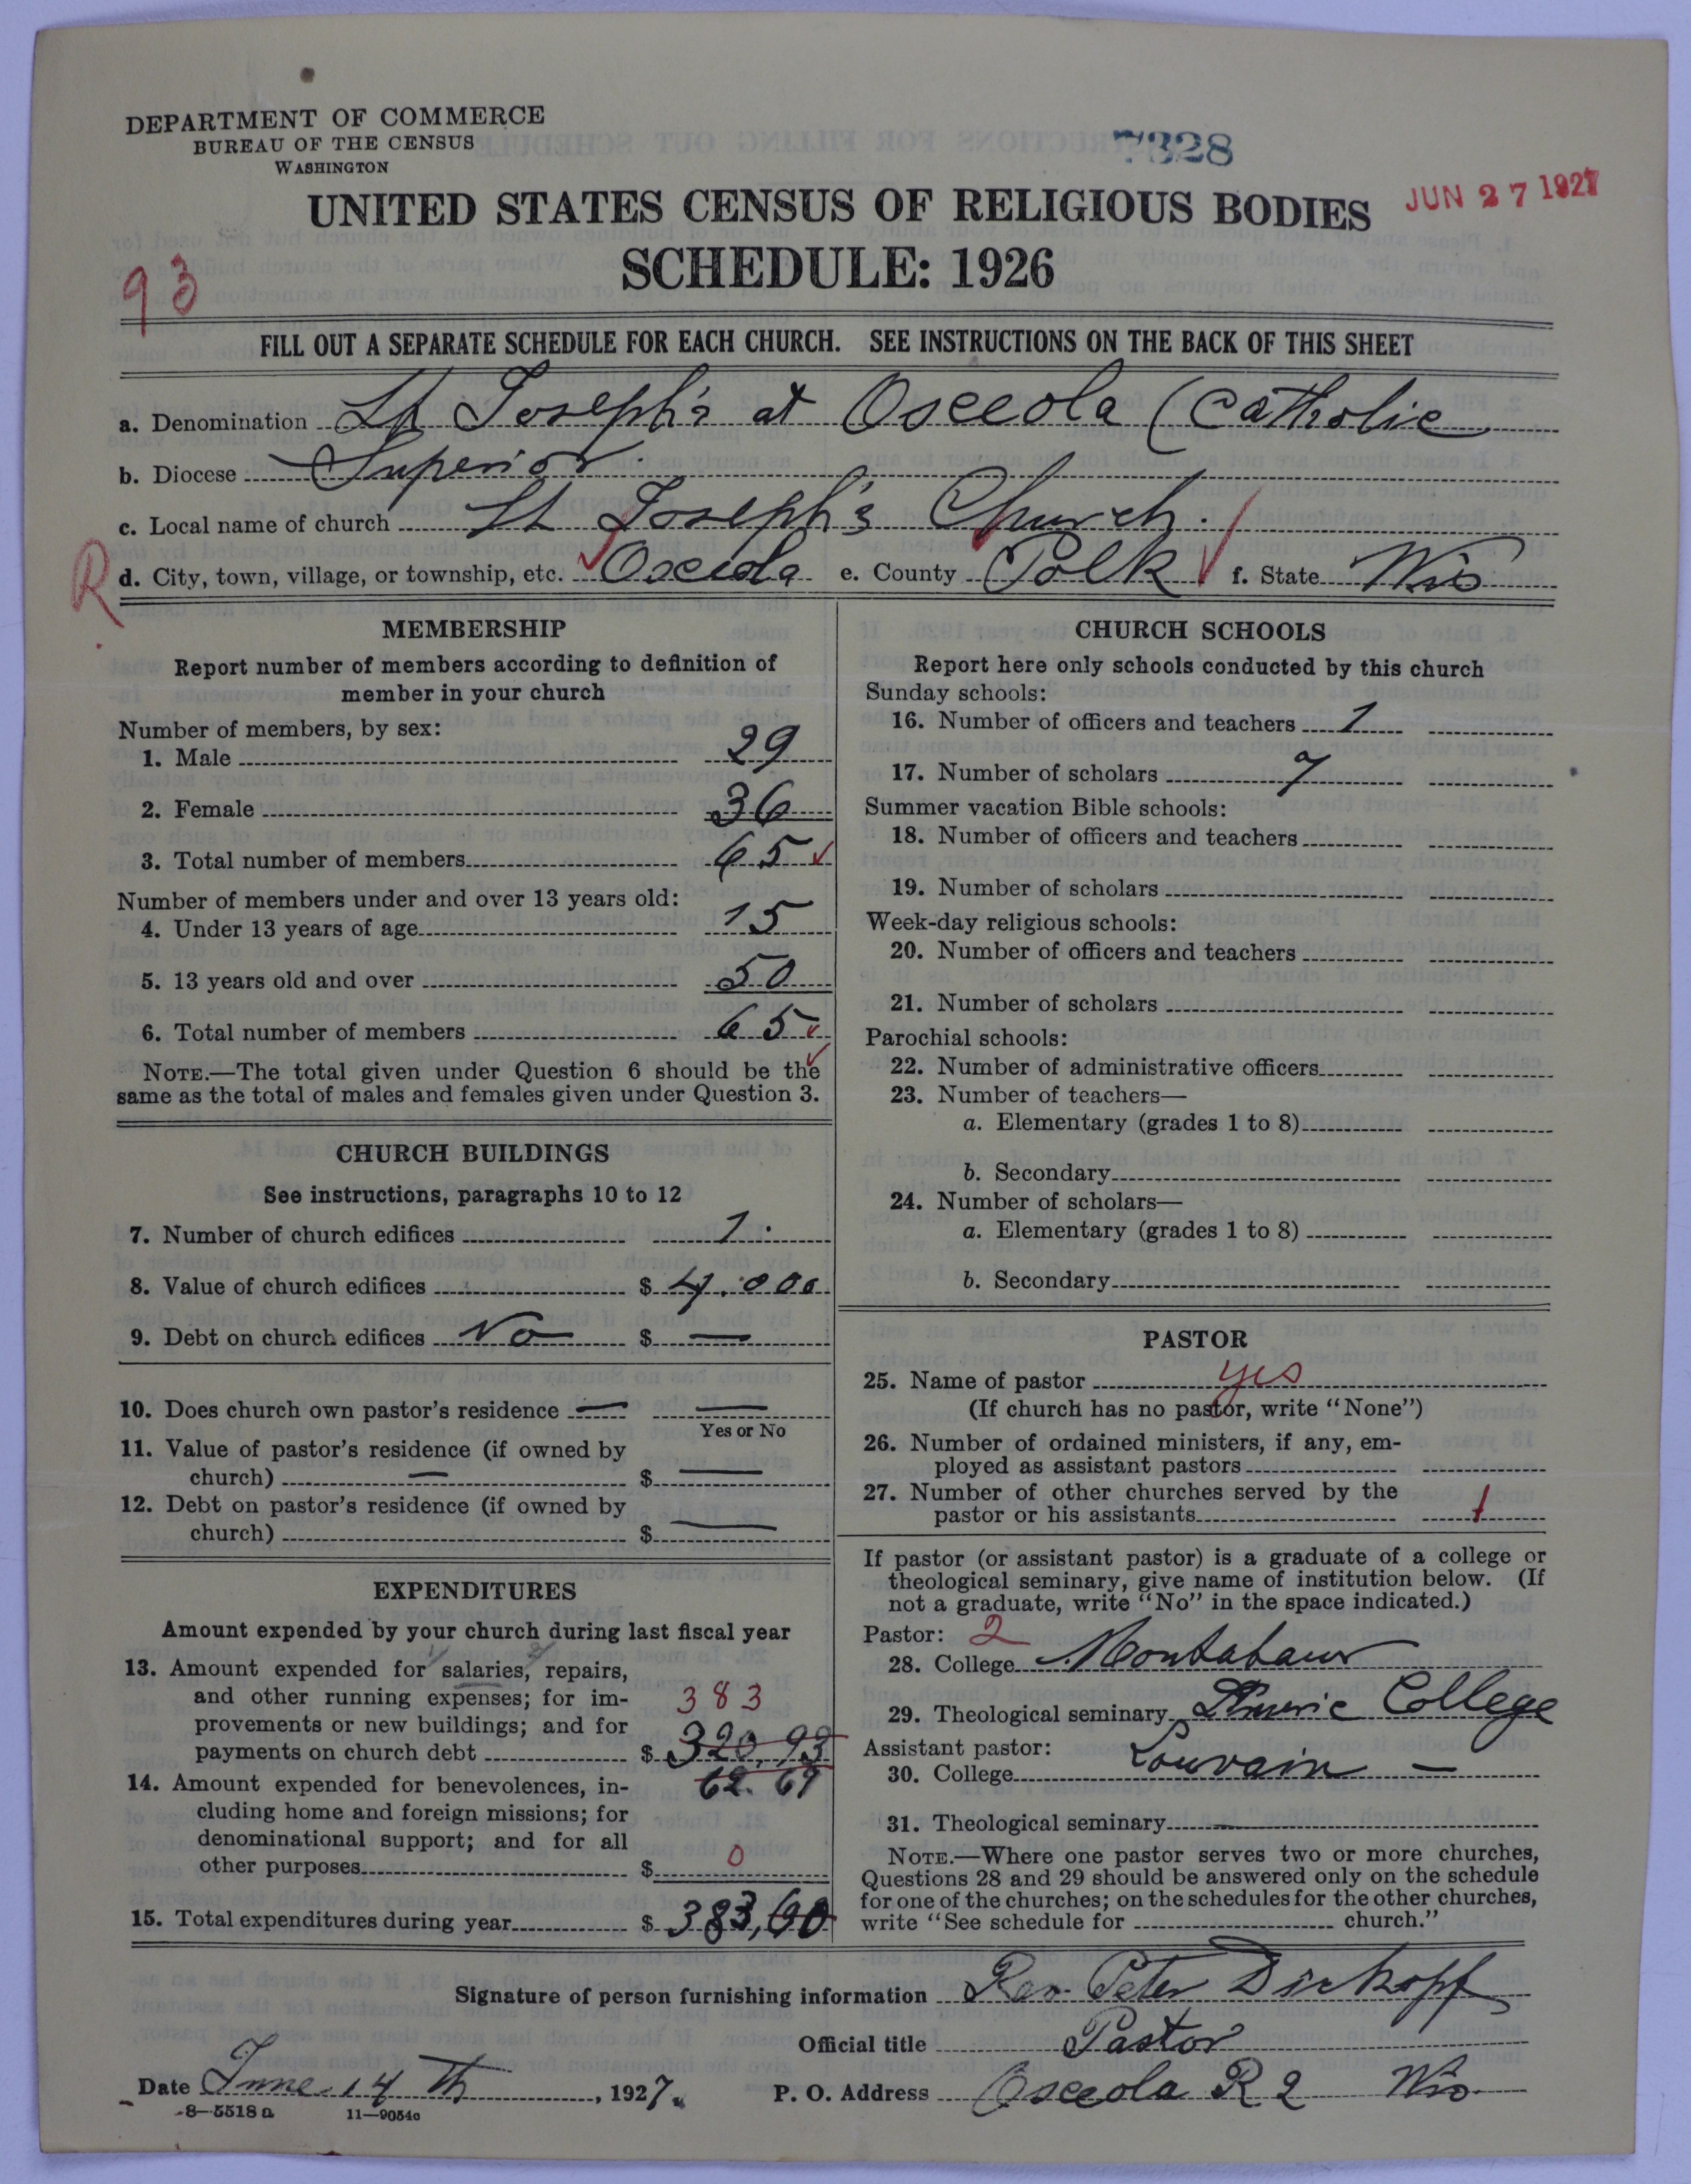 DEPARTMENT OF COMMERCE
BUREAU OF THE CENSUS
WASHINGTON
7328
JUN 27 1927
UNITED STATES CENSUS OF RELIGIOUS BODIES
SCHEDULE: 1926
93
FILL OUT A SEPARATE SCHEDULE FOR EACH CHURCH. SEE INSTRUCTIONS ON THE BACK OF THIS SHEET
a. Denomination St Joseph's at Osceola (Catholic
b. Diocese Superior
c. Local name of church St Joseph's Church.
R
d. City, town, village, or township, etc. Osceola e. County Polk f. State Wis
MEMBERSHIP
Report number of members according to definition of
member in your church
Number of members, by sex:
1. Male 29
2. Female 36
3. Total number of members 65
Number of members under and over 13 years old:
4. Under 13 years of age 15
5. 13 years old and over 50
6. Total number of members 65
NOTE.—The total given under Question 6 should be the
same as the total of males and females given under Question 3.
CHURCH BUILDINGS
See instructions, paragraphs 10 to 12
7. Number of church edifices 1.
8. Value of church edifices $ 4.000
9. Debt on church edifices No $ —
10. Does church own pastor's residence — —
Yes or No
11. Value of pastor's residence (if owned by
church) — $ —
12. Debt on pastor's residence (if owned by
church) $ —
EXPENDITURES
Amount expended by your church during last fiscal year
13. Amount expended for salaries, repairs,
and other running expenses; for im-
383
provements or new buildings; and for
payments on church debt $ 320,93
14. Amount expended for benevolences, in-
62.67
cluding home and foreign missions; for
denominational support; and for all
other purposes $ 0
15. Total expenditures during year $ 383,60
CHURCH SCHOOLS
Report here only schools conducted by this church
Sunday schools:
16. Number of officers and teachers 1
17. Number of scholars 7
Summer vacation Bible schools:
18. Number of officers and teachers
19. Number of scholars
Week-day religious schools:
20. Number of officers and teachers
21. Number of scholars
Parochial schools:
22. Number of administrative officers
23. Number of teachers—
a. Elementary (grades 1 to 8)
b. Secondary
24. Number of scholars—
a. Elementary (grades 1 to 8)
b. Secondary
PASTOR
25. Name of pastor yes
(If church has no pastor, write "None")
26. Number of ordained ministers, if any, em-
ployed as assistant pastors
27. Number of other churches served by the
pastor or his assistants 1
If pastor (or assistant pastor) is a graduate of a college or
theological seminary, give name of institution below. (If
not a graduate, write "No" in the space indicated.)
Pastor: 2
28. College Montabaur
29. Theological seminary College
Assistant pastor: Louvain —
30. College
31. Theological seminary —
NOTE.—Where one pastor serves two or more churches,
Questions 28 and 29 should be answered only on the schedule
for one of the churches; on the schedules for the other churches,
write "See schedule for church."
Signature of person furnishing information Rev. Peter Dickopf
Official title Pastor
Date June 14 th, 1927. P. O. Address Osceola R 2 Wis
8—5518 a 11—9054c